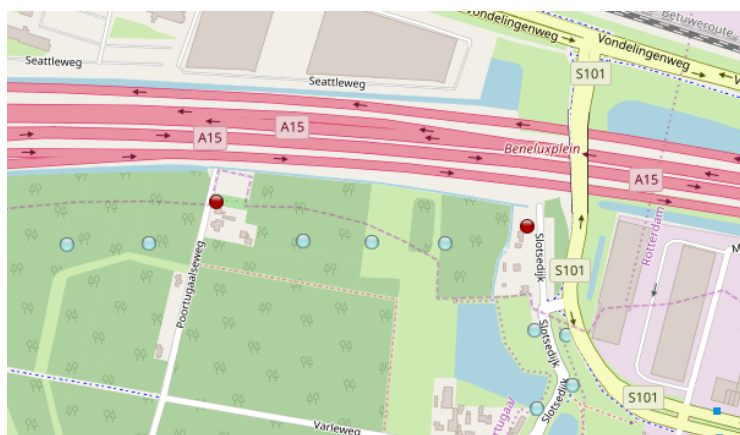 Betuweroute
Vondelingenweg
Vondelingenweg
Seattleweg
Seattleweg
S101
A15
A15
Beneluxplein
A15
Rotterdam
Slotsedijk
Poortugaalseweg
S101
Slotsedijk
Slotsedijk
S101
Varleweg